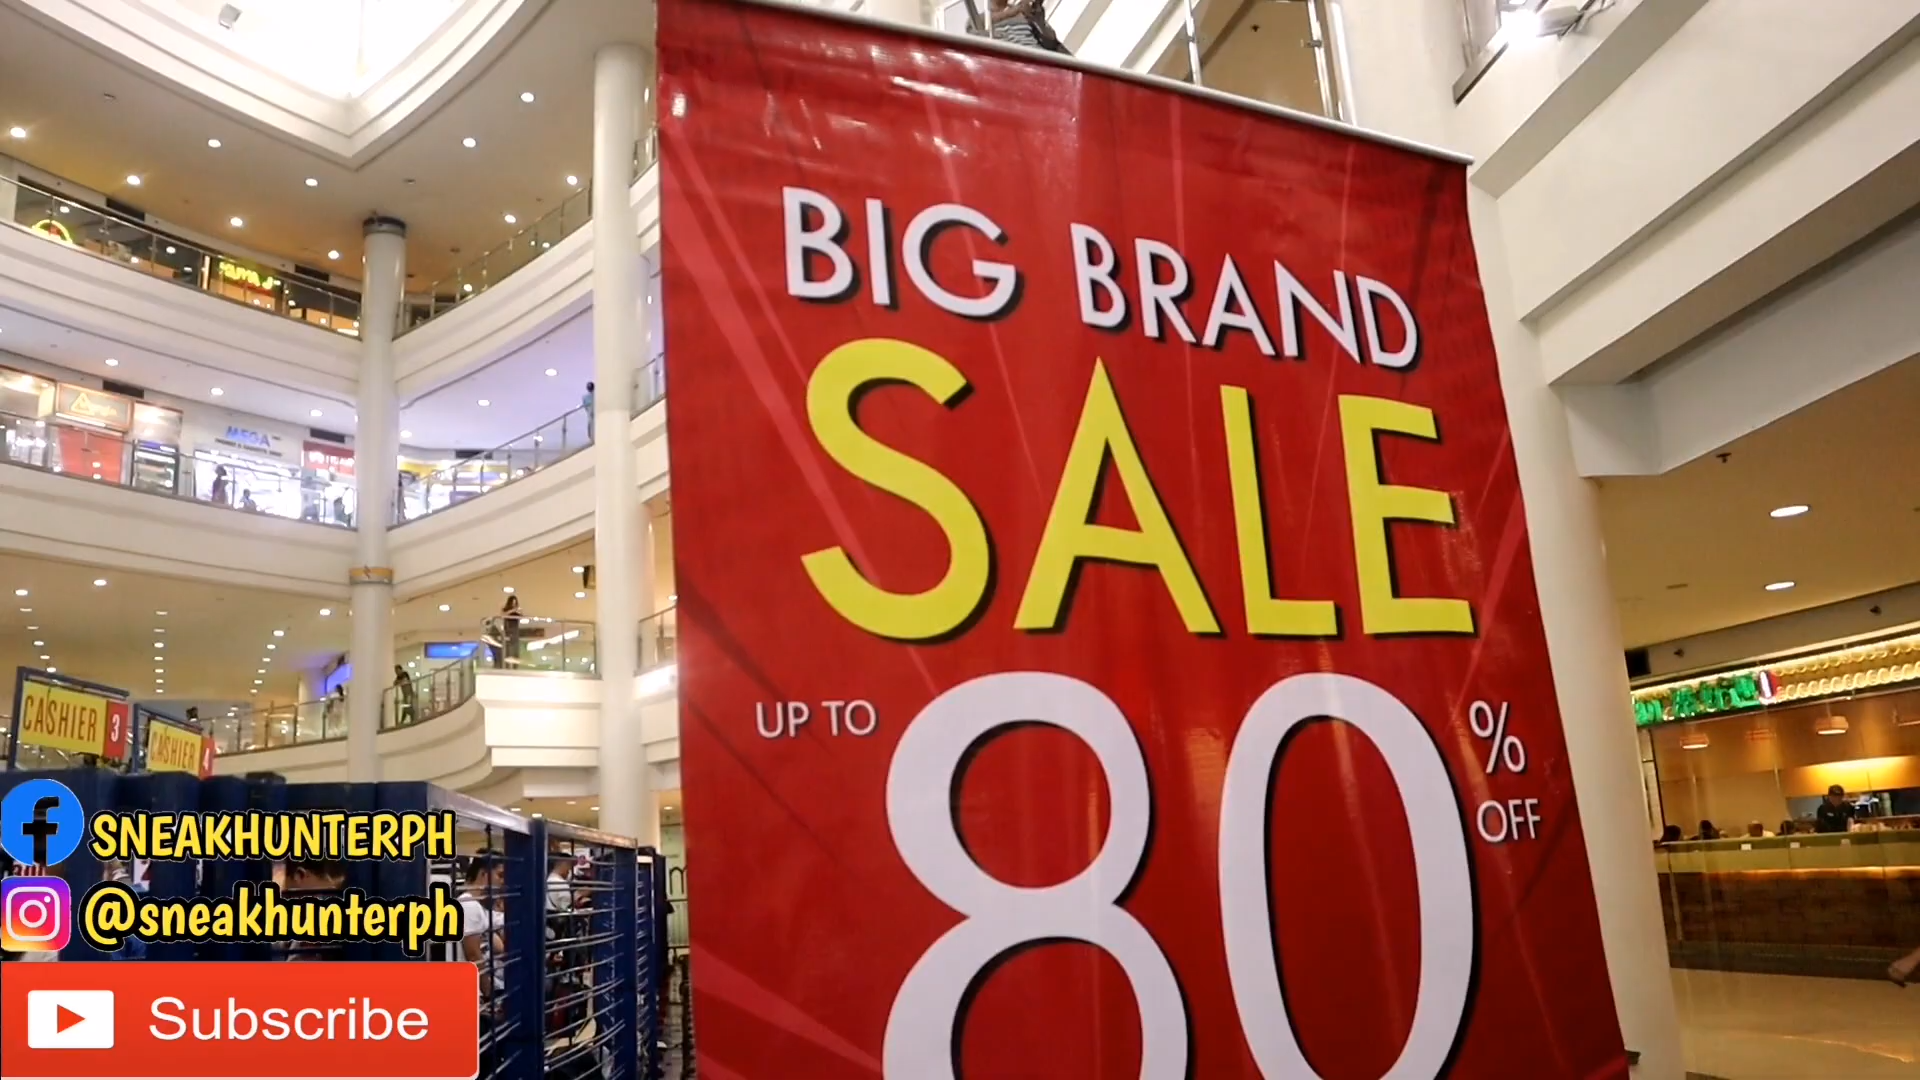 BIG BRAND
SALE
UP TO 80 % OFF
MEGA
CASHIER 3
CASHIER 4
SNEAKHUNTERPH
@sneakhunterph
Subscribe